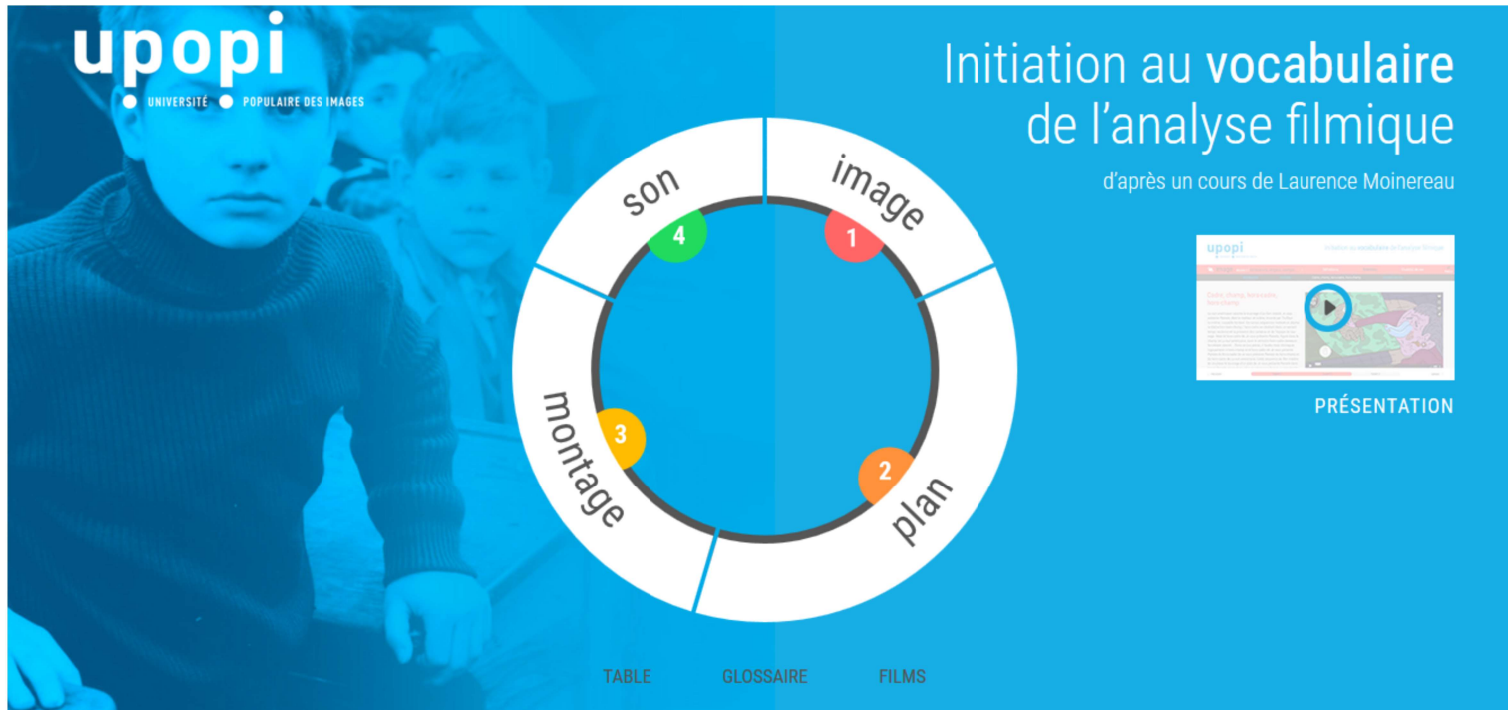 upopi
UNIVERSITÉ POPULAIRE DES IMAGES
Initiation au vocabulaire
de l'analyse filmique
d'après un cours de Laurence Moinereau
upopi
PRÉSENTATION
image
1
plan
2
montage
3
son
4
TABLE GLOSSAIRE FILMS